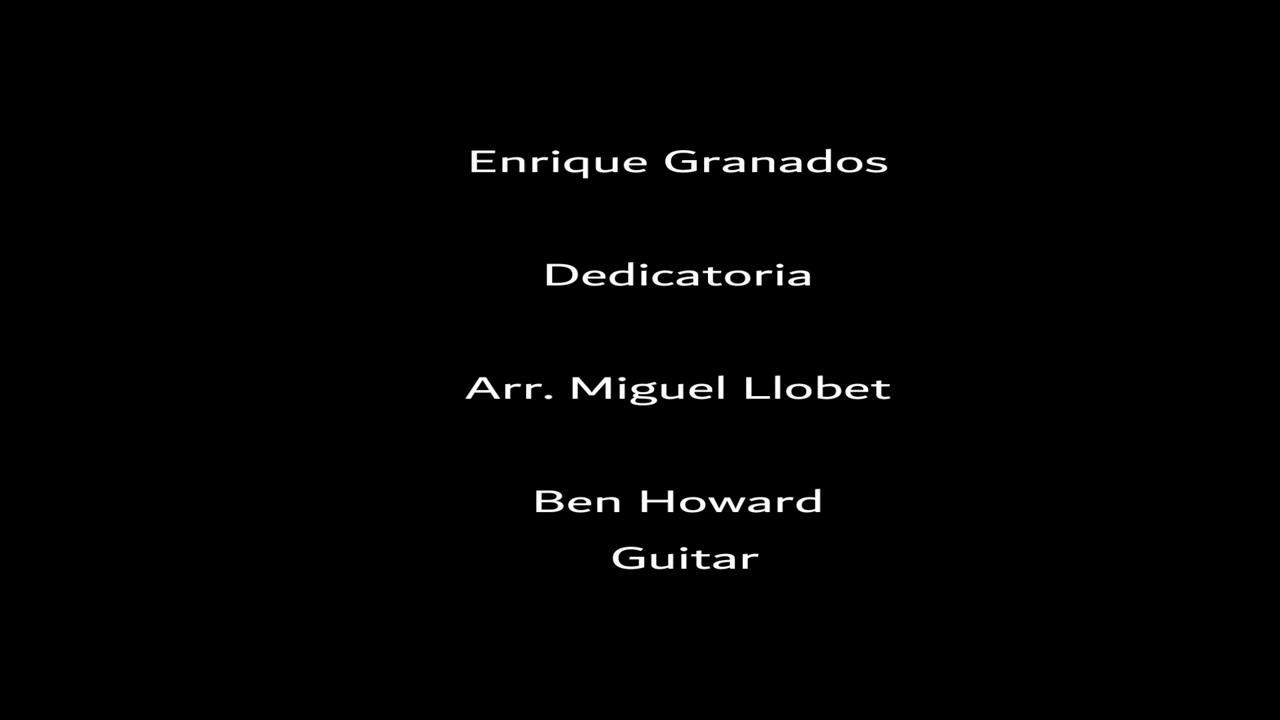 Enrique Granados
Dedicatoria
Arr. Miguel Llobet
Ben Howard
Guitar